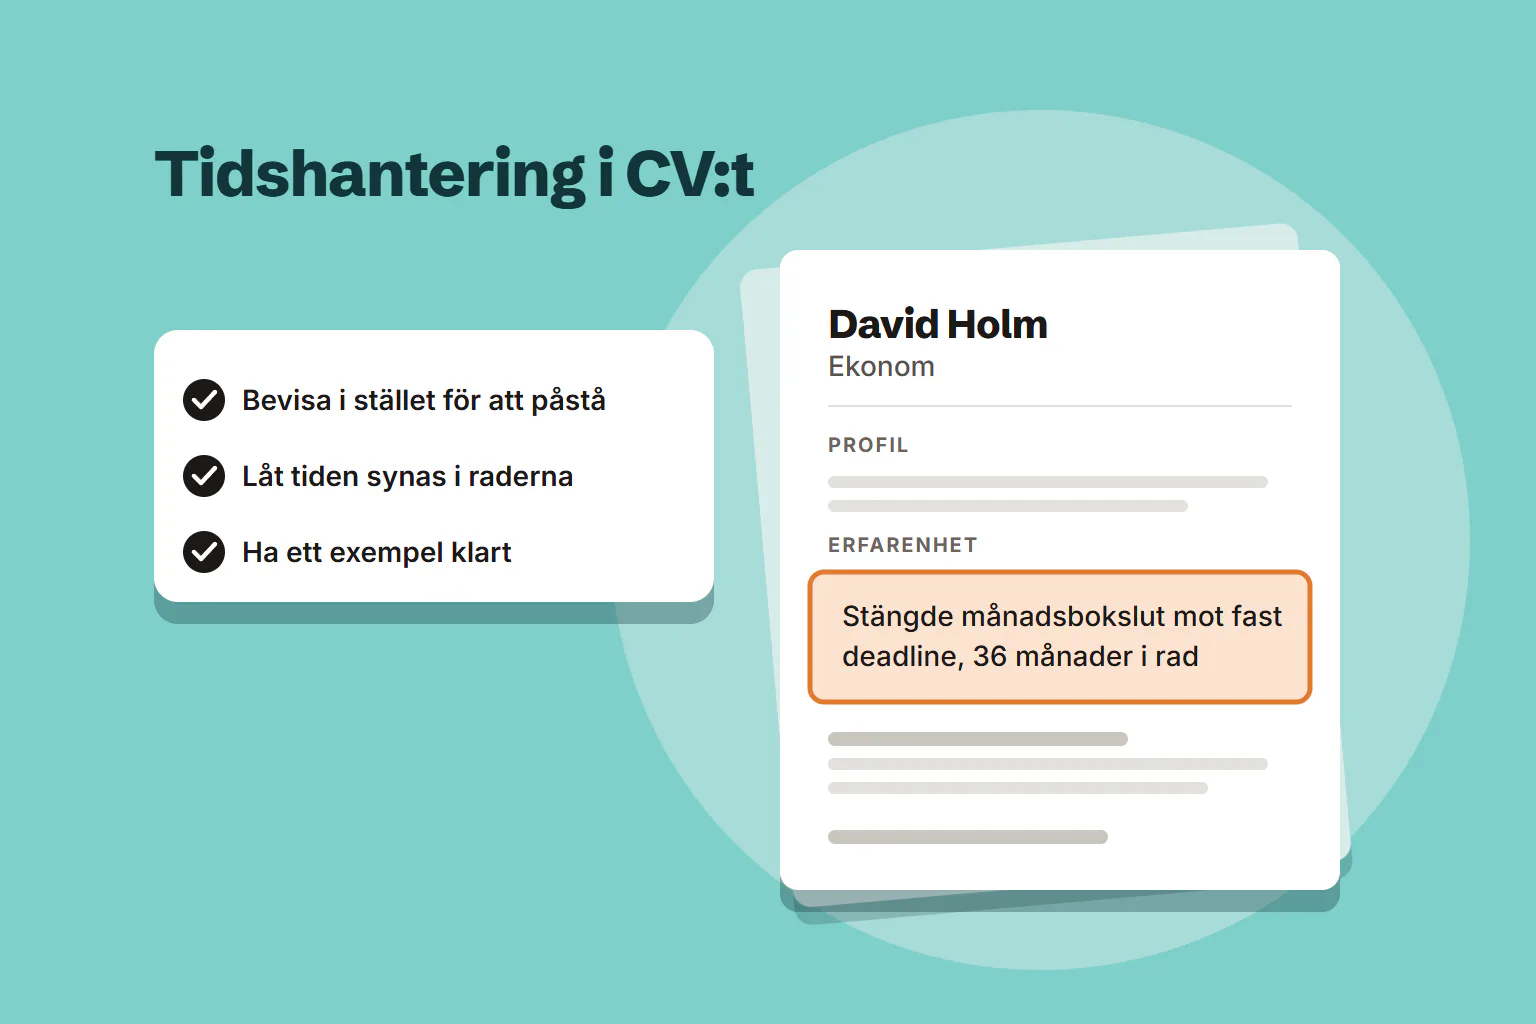 Tidshantering i CV:t
Bevisa i stället för att påstå
Låt tiden synas i raderna
Ha ett exempel klart
David Holm
Ekonom
PROFIL
ERFARENHET
Stängde månadsbokslut mot fast
deadline, 36 månader i rad